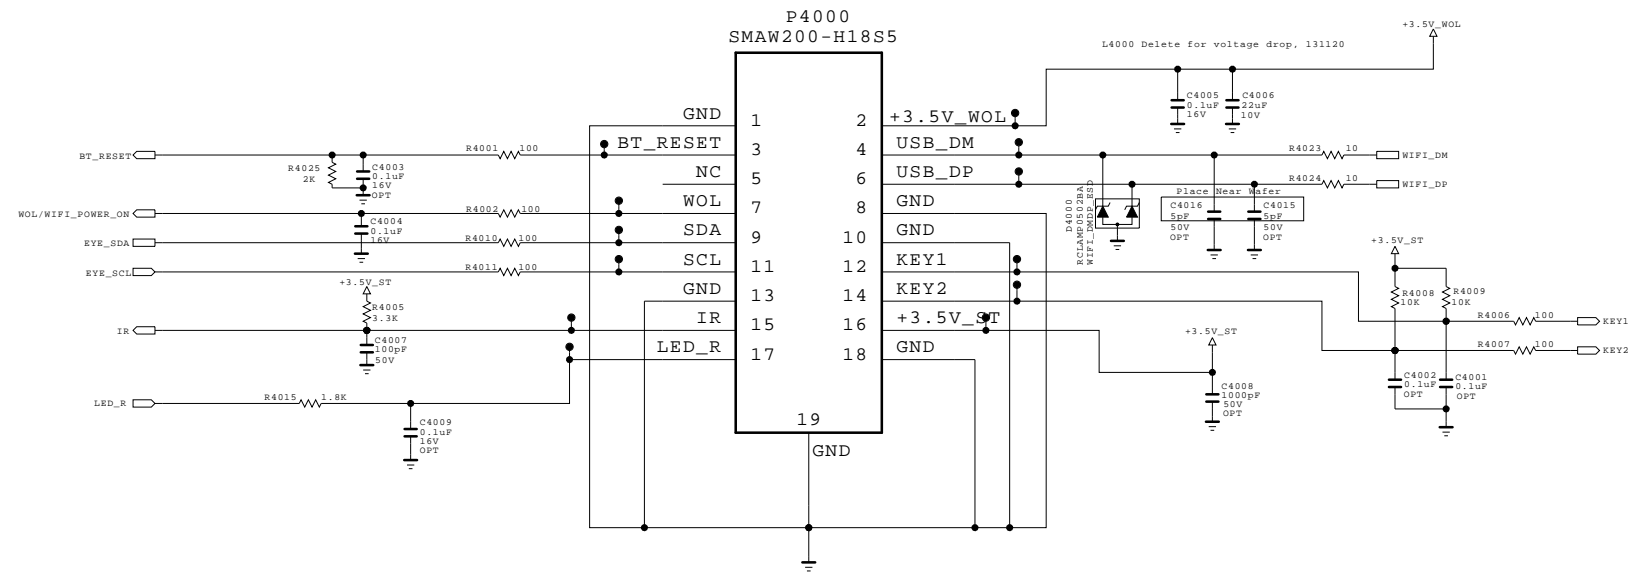 P4000
SMAW200-H18S5
+3.5V_WOL
L4000 Delete for voltage drop, 131120
C4005
0.1uF
16V
C4006
22uF
10V
GND
1
2
+3.5V_WOL
BT_RESET
R4001
100
BT_RESET
3
4
USB_DM
R4023
10
WIFI_DM
R4025
2K
C4003
0.1uF
16V
OPT
NC
5
6
USB_DP
R4024
10
WIFI_DP
WOL/WIFI_POWER_ON
R4002
100
WOL
7
8
GND
D4000
RCLAMP0502BA
WIFI_DMDP_ESD
Place Near Wafer
C4016
5pF
50V
OPT
C4015
5pF
50V
OPT
C4004
0.1uF
16V
EYE_SDA
R4010
100
SDA
9
10
GND
+3.5V_ST
EYE_SCL
R4011
100
SCL
11
12
KEY1
+3.5V_ST
R4005
3.3K
GND
13
14
KEY2
R4008
10K
R4009
10K
IR
IR
15
16
+3.5V_ST
R4006
100
KEY1
C4007
100pF
50V
+3.5V_ST
LED_R
17
18
GND
R4007
100
KEY2
C4002
0.1uF
OPT
C4001
0.1uF
OPT
C4008
1000pF
50V
OPT
LED_R
R4015
1.8K
C4009
0.1uF
16V
OPT
19
GND